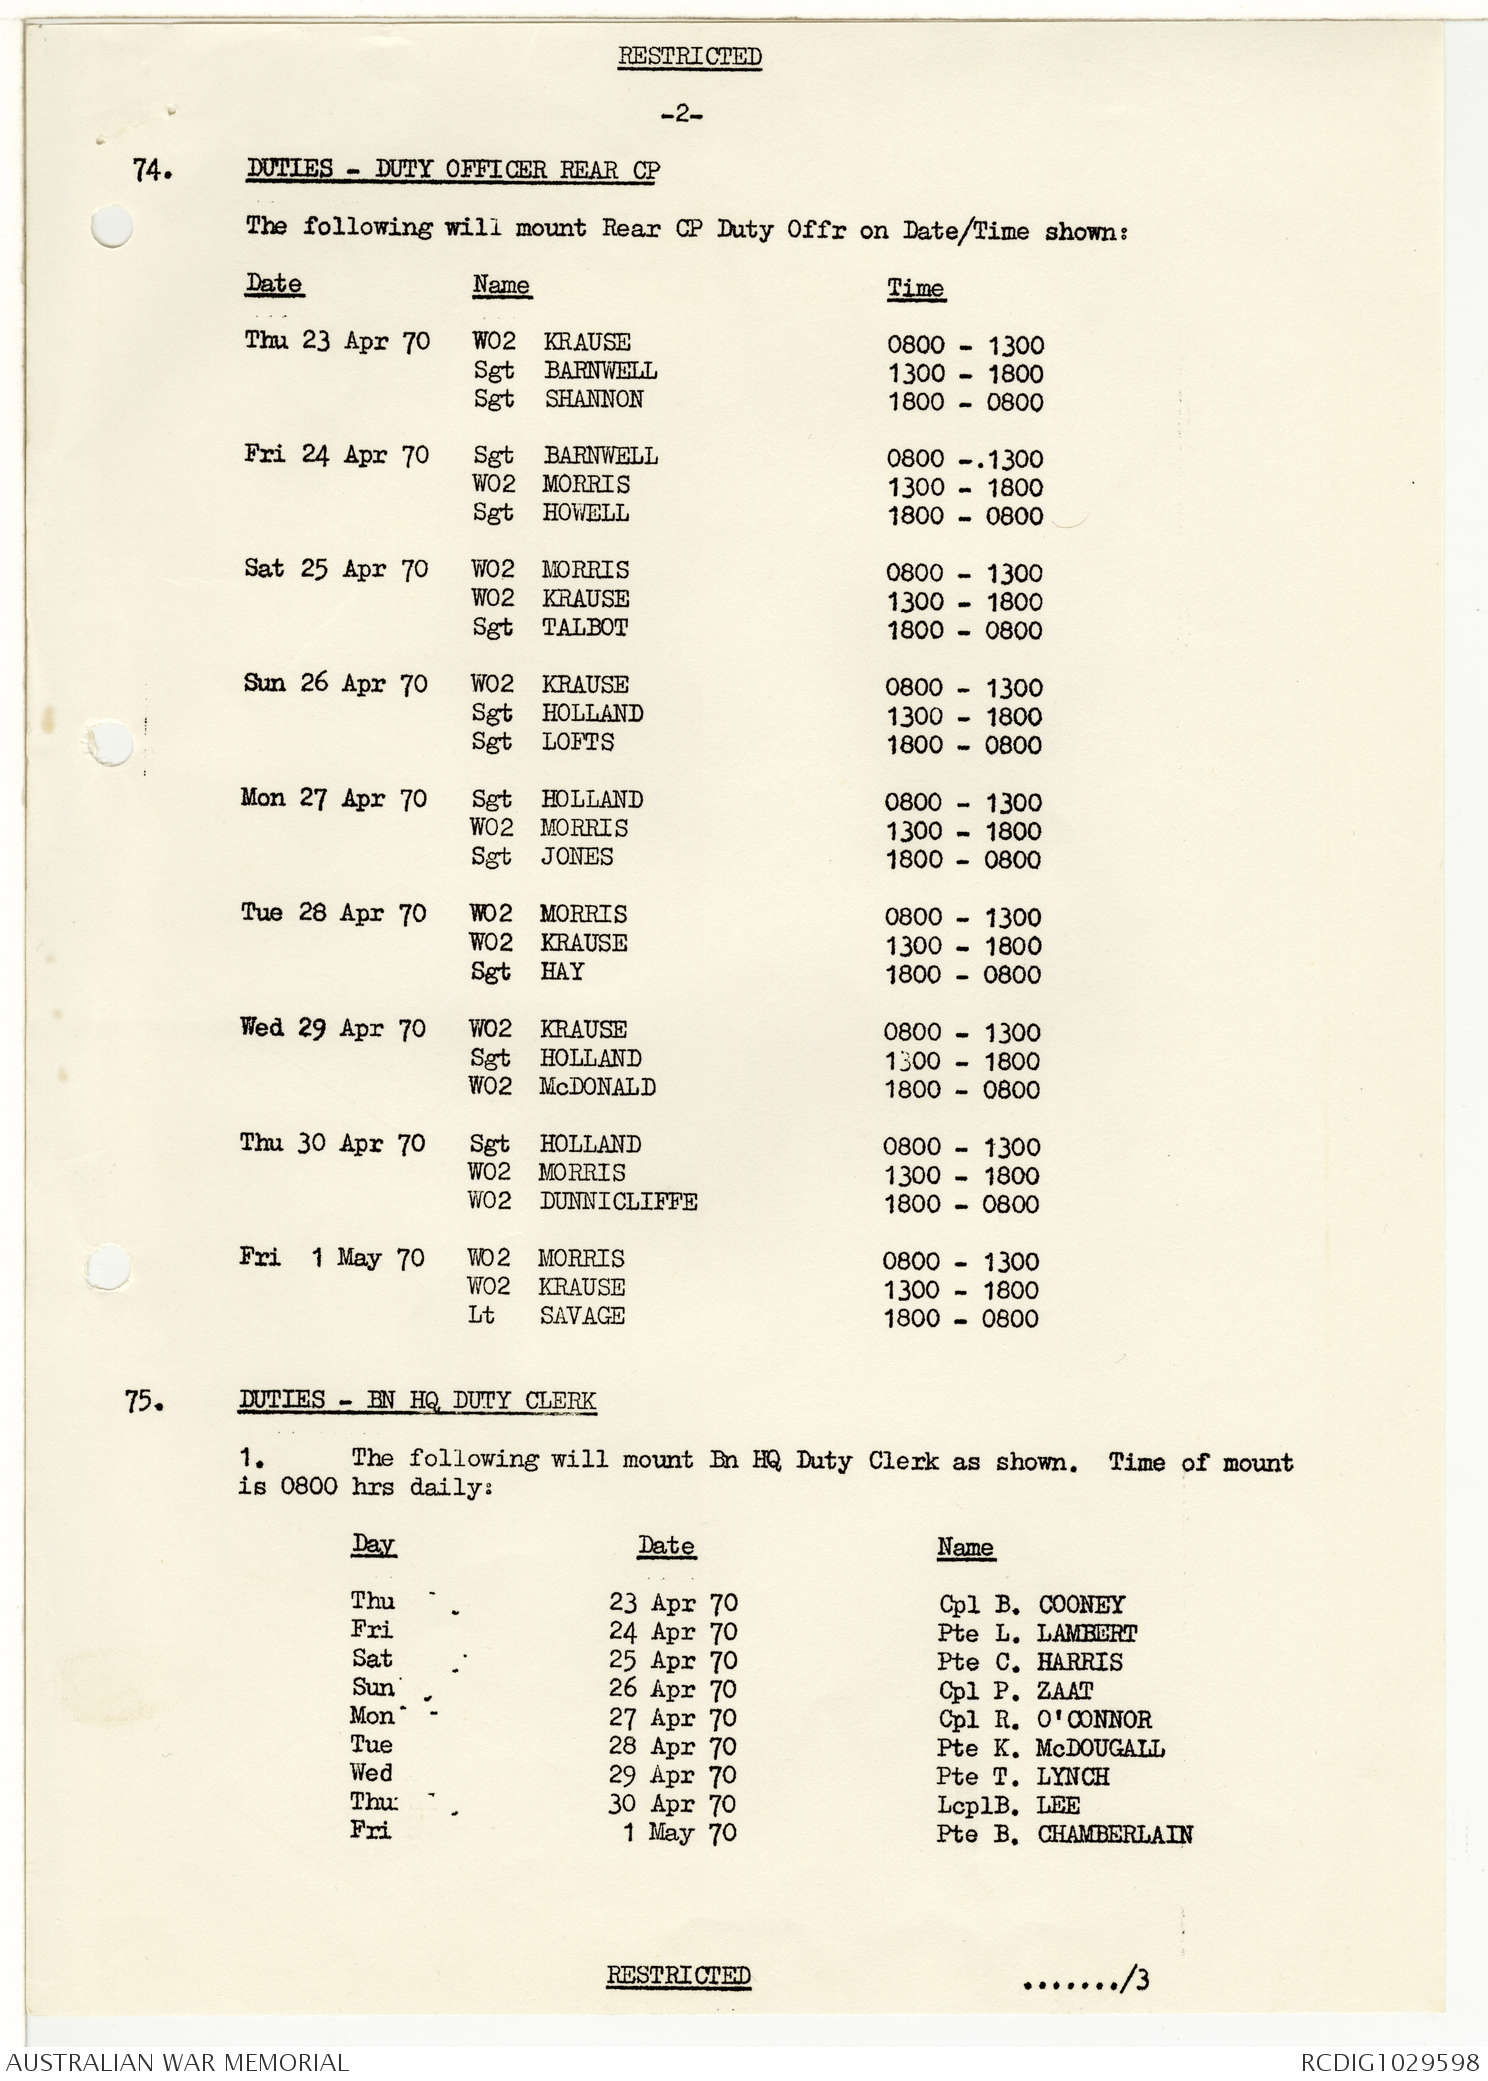 RESTRICTED
-2-
74. DUTIES - DUTY OFFICER REAR CP
The following will mount Rear CP Duty Offr on Date/Time shown:
Date Name Time
Thu 23 Apr 70 WO2 KRAUSE 0800 - 1300
Sgt BARNWELL 1300 - 1800
Sgt SHANNON 1800 - 0800
Fri 24 Apr 70 Sgt BARNWELL 0800 -.1300
WO2 MORRIS 1300 - 1800
Sgt HOWELL 1800 - 0800
Sat 25 Apr 70 WO2 MORRIS 0800 - 1300
WO2 KRAUSE 1300 - 1800
Sgt TALBOT 1800 - 0800
Sun 26 Apr 70 WO2 KRAUSE 0800 - 1300
Sgt HOLLAND 1300 - 1800
Sgt LOFTS 1800 - 0800
Mon 27 Apr 70 Sgt HOLLAND 0800 - 1300
WO2 MORRIS 1300 - 1800
Sgt JONES 1800 - 0800
Tue 28 Apr 70 WO2 MORRIS 0800 - 1300
WO2 KRAUSE 1300 - 1800
Sgt HAY 1800 - 0800
Wed 29 Apr 70 WO2 KRAUSE 0800 - 1300
Sgt HOLLAND 1300 - 1800
WO2 McDONALD 1800 - 0800
Thu 30 Apr 70 Sgt HOLLAND 0800 - 1300
WO2 MORRIS 1300 - 1800
WO2 DUNNICLIFFE 1800 - 0800
Fri 1 May 70 WO2 MORRIS 0800 - 1300
WO2 KRAUSE 1300 - 1800
Lt SAVAGE 1800 - 0800
75. DUTIES - BN HQ DUTY CLERK
1. The following will mount Bn HQ Duty Clerk as shown. Time of mount
is 0800 hrs daily:
Day Date Name
Thu 23 Apr 70 Cpl B. COONEY
Fri 24 Apr 70 Pte L. LAMBERT
Sat 25 Apr 70 Pte C. HARRIS
Sun 26 Apr 70 Cpl P. ZAAT
Mon 27 Apr 70 Cpl R. O'CONNOR
Tue 28 Apr 70 Pte K. McDOUGALL
Wed 29 Apr 70 Pte T. LYNCH
Thu 30 Apr 70 LcplB. LEE
Fri 1 May 70 Pte B. CHAMBERLAIN
RESTRICTED ......./3
AUSTRALIAN WAR MEMORIAL RCDIG1029598